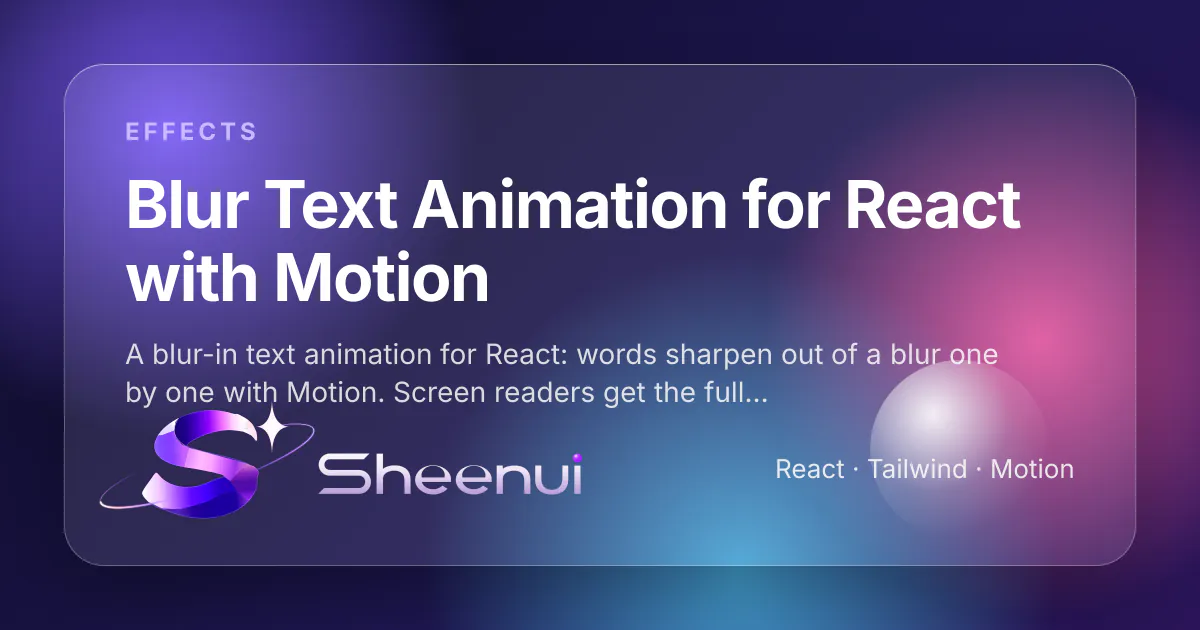 EFFECTS
Blur Text Animation for React
with Motion
A blur-in text animation for React: words sharpen out of a blur one
by one with Motion. Screen readers get the full...
Sheenui
React · Tailwind · Motion